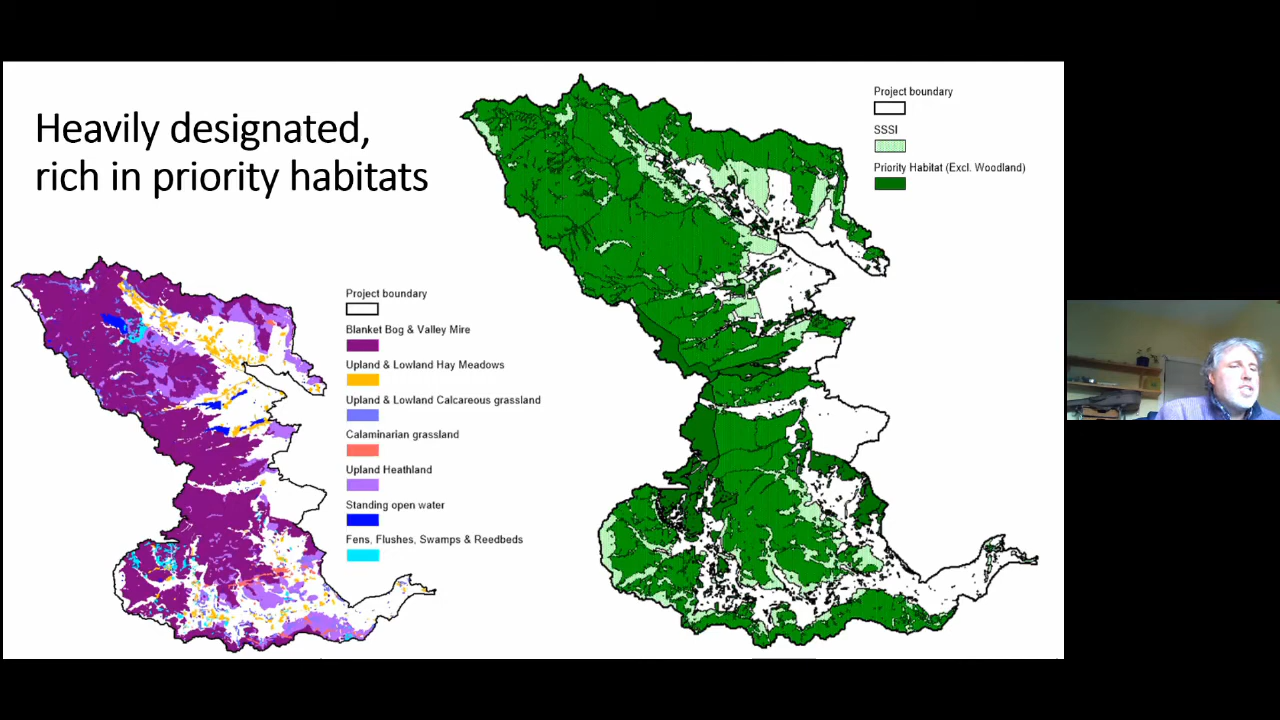 Heavily designated,
rich in priority habitats
Project boundary
SSSI
Priority Habitat (Excl. Woodland)
Project boundary
Blanket Bog & Valley Mire
Upland & Lowland Hay Meadows
Upland & Lowland Calcareous grassland
Calaminarian grassland
Upland Heathland
Standing open water
Fens, Flushes, Swamps & Reedbeds